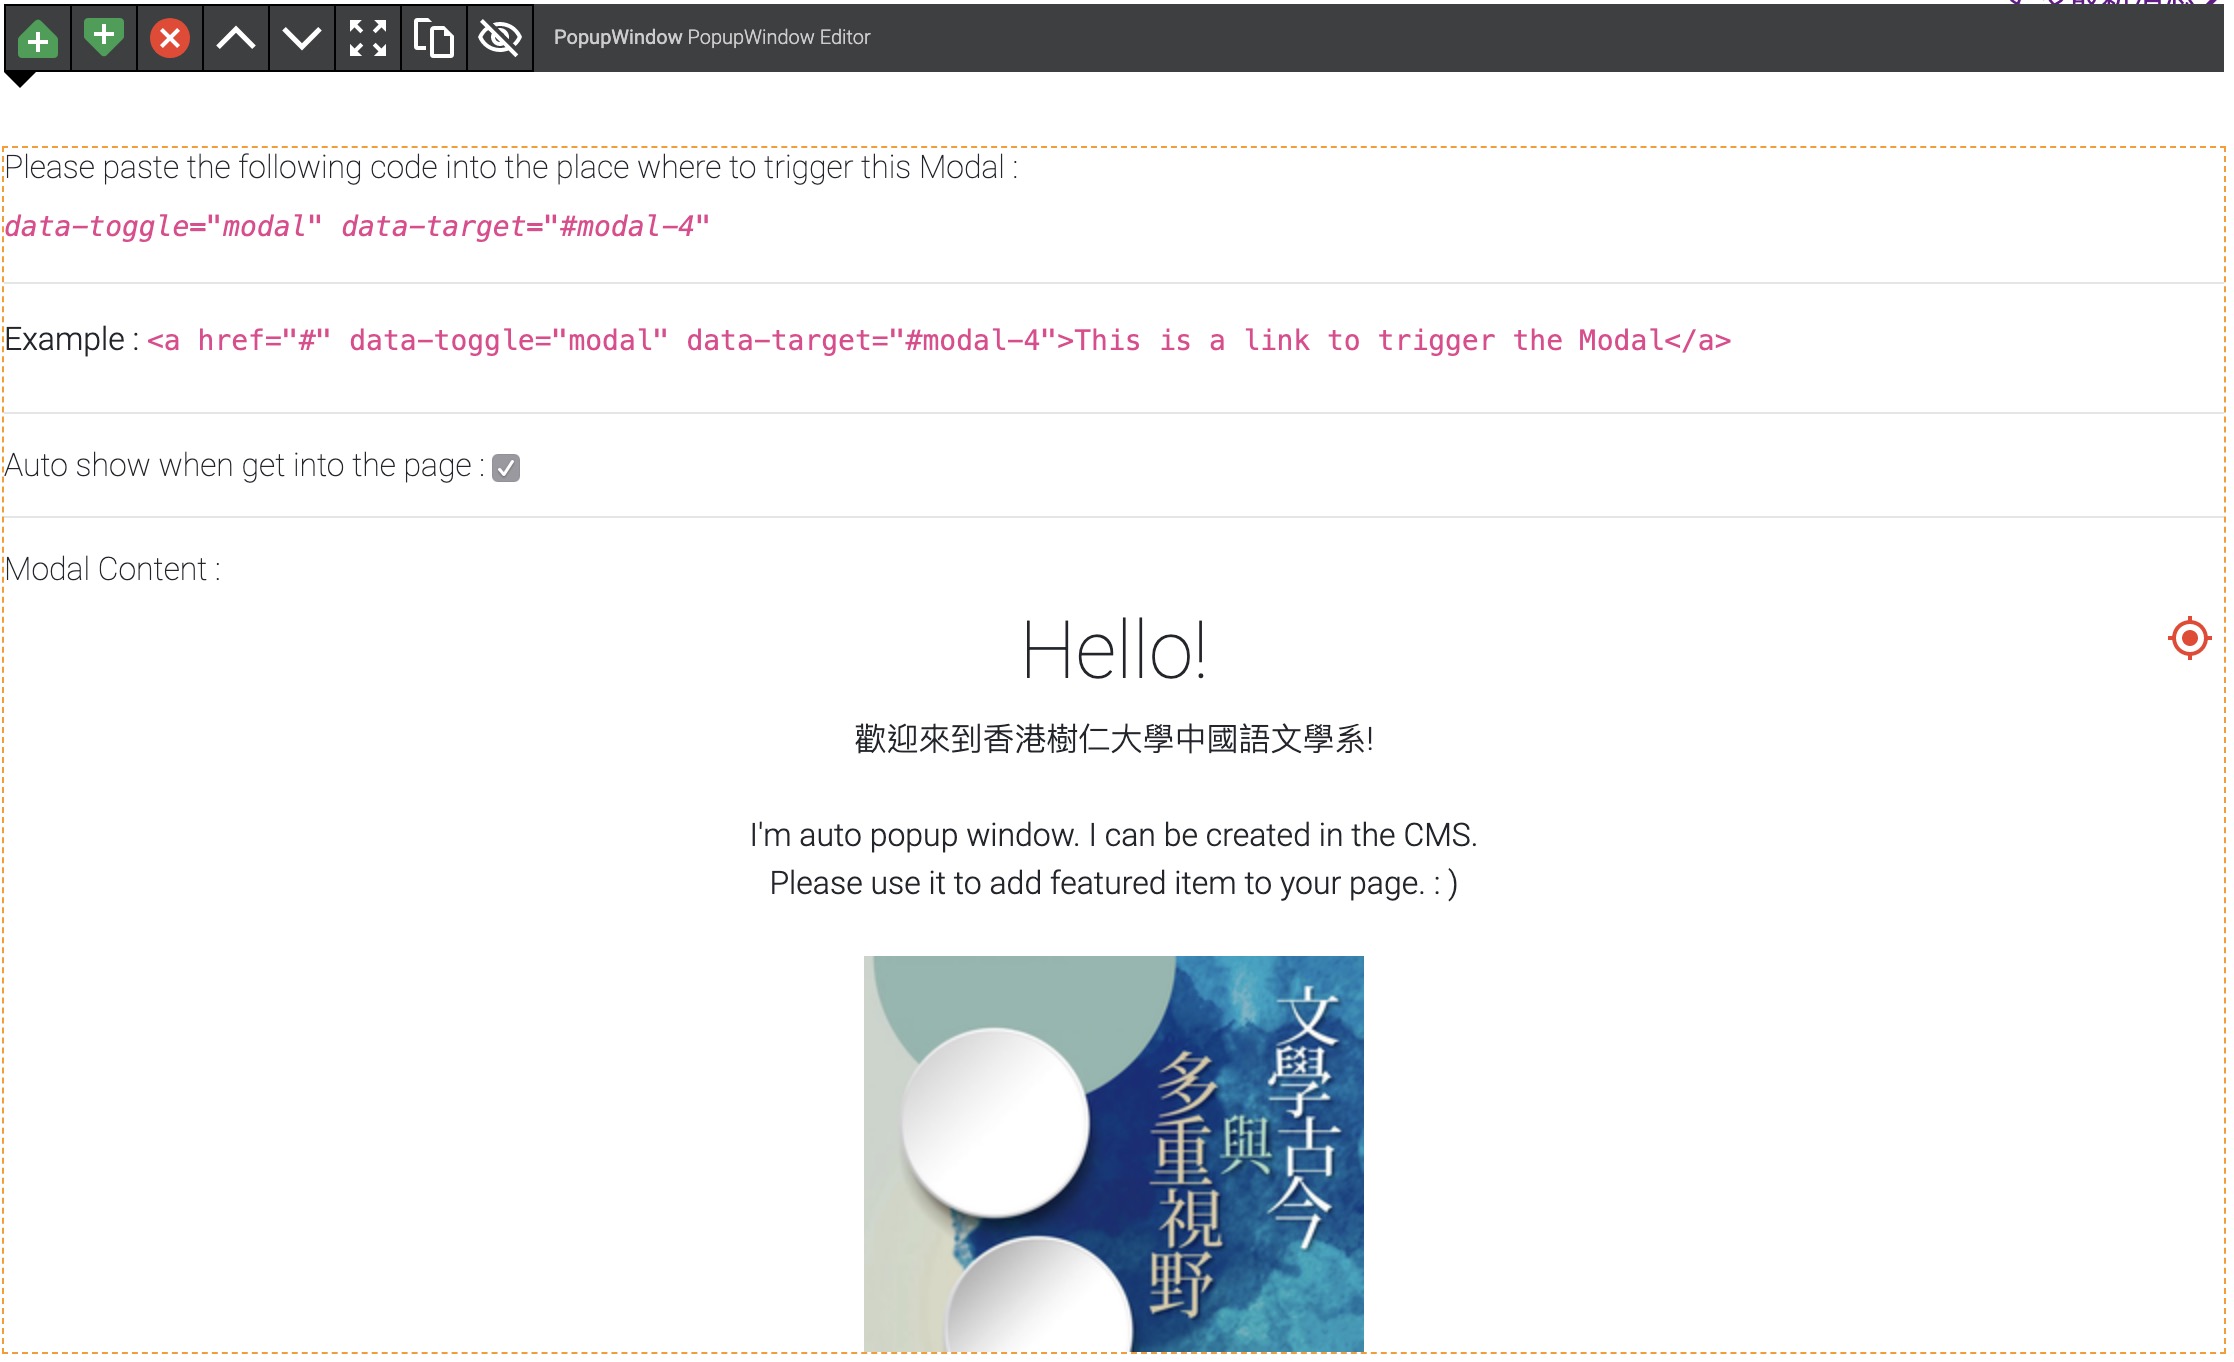 PopupWindow PopupWindow Editor
Please paste the following code into the place where to trigger this Modal :
data-toggle="modal" data-target="#modal-4"
Example : <a href="#" data-toggle="modal" data-target="#modal-4">This is a link to trigger the Modal</a>
Auto show when get into the page :
Modal Content :
Hello!
歡迎來到香港樹仁大學中國語文學系!
I'm auto popup window. I can be created in the CMS.
Please use it to add featured item to your page. : )
文學古今
與
多重視野